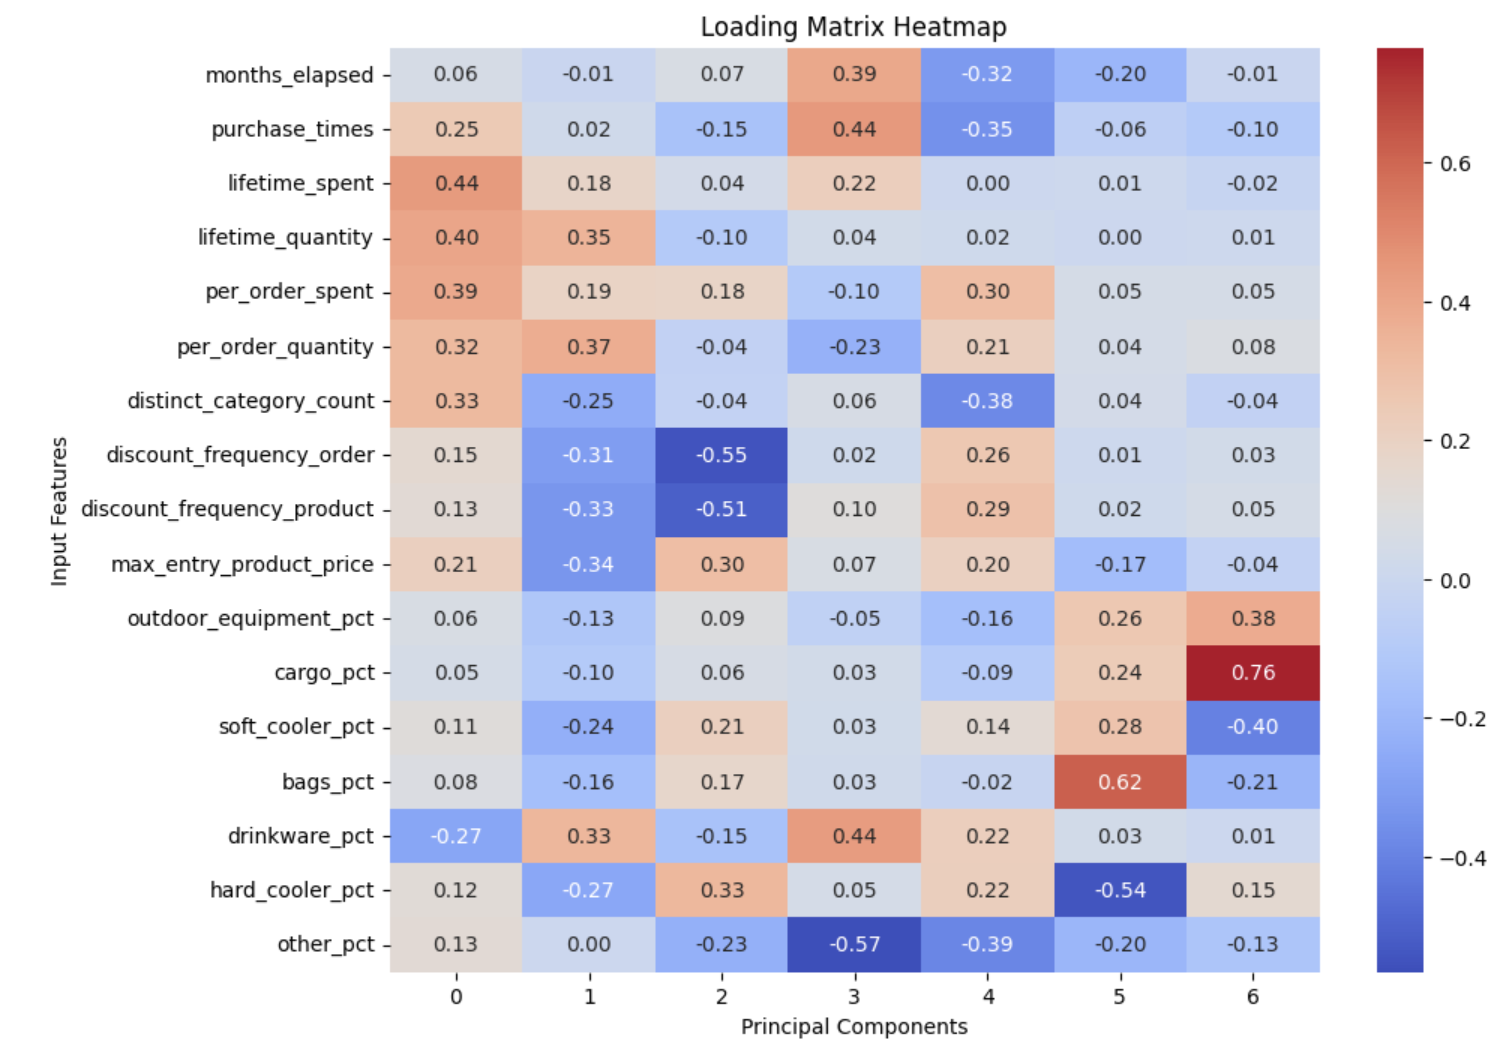 Loading Matrix Heatmap
Input Features
months_elapsed 0.06 -0.01 0.07 0.39 -0.32 -0.20 -0.01
purchase_times 0.25 0.02 -0.15 0.44 -0.35 -0.06 -0.10
lifetime_spent 0.44 0.18 0.04 0.22 0.00 0.01 -0.02
lifetime_quantity 0.40 0.35 -0.10 0.04 0.02 0.00 0.01
per_order_spent 0.39 0.19 0.18 -0.10 0.30 0.05 0.05
per_order_quantity 0.32 0.37 -0.04 -0.23 0.21 0.04 0.08
distinct_category_count 0.33 -0.25 -0.04 0.06 -0.38 0.04 -0.04
discount_frequency_order 0.15 -0.31 -0.55 0.02 0.26 0.01 0.03
discount_frequency_product 0.13 -0.33 -0.51 0.10 0.29 0.02 0.05
max_entry_product_price 0.21 -0.34 0.30 0.07 0.20 -0.17 -0.04
outdoor_equipment_pct 0.06 -0.13 0.09 -0.05 -0.16 0.26 0.38
cargo_pct 0.05 -0.10 0.06 0.03 -0.09 0.24 0.76
soft_cooler_pct 0.11 -0.24 0.21 0.03 0.14 0.28 -0.40
bags_pct 0.08 -0.16 0.17 0.03 -0.02 0.62 -0.21
drinkware_pct -0.27 0.33 -0.15 0.44 0.22 0.03 0.01
hard_cooler_pct 0.12 -0.27 0.33 0.05 0.22 -0.54 0.15
other_pct 0.13 0.00 -0.23 -0.57 -0.39 -0.20 -0.13
0 1 2 3 4 5 6
Principal Components
0.6
0.4
0.2
0.0
−0.2
−0.4